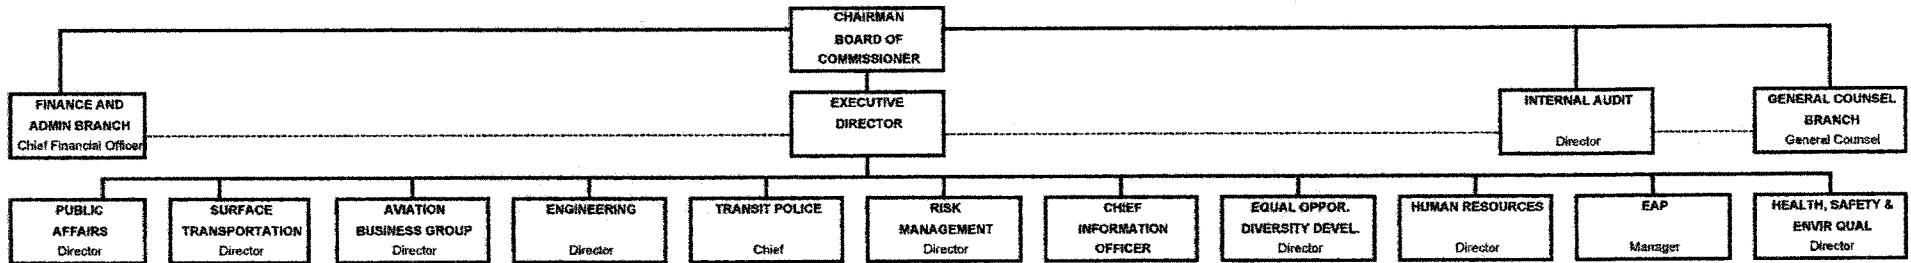 CHAIRMAN
BOARD OF
COMMISSIONER
FINANCE AND
ADMIN BRANCH
Chief Financial Officer
EXECUTIVE
DIRECTOR
INTERNAL AUDIT
Director
GENERAL COUNSEL
BRANCH
General Counsel
PUBLIC
AFFAIRS
Director
SURFACE
TRANSPORTATION
Director
AVIATION
BUSINESS GROUP
Director
ENGINEERING
Director
TRANSIT POLICE
Chief
RISK
MANAGEMENT
Director
CHIEF
INFORMATION
OFFICER
EQUAL OPPOR.
DIVERSITY DEVEL.
Director
HUMAN RESOURCES
Director
EAP
Manager
HEALTH, SAFETY &
ENVIR QUAL
Director